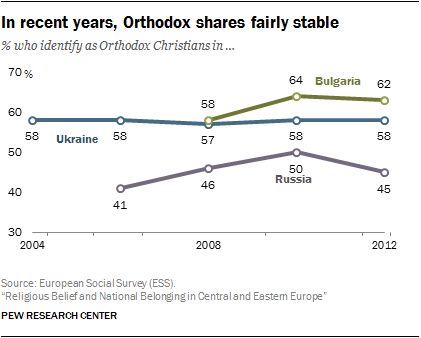 In recent years, Orthodox shares fairly stable
% who identify as Orthodox Christians in ...
70 %
64
Bulgaria
62
58
60
58
Ukraine
58
57
58
58
50
50
Russia
46
45
41
40
30
2004
2008
2012
Source: European Social Survey (ESS).
“Religious Belief and National Belonging in Central and Eastern Europe”
PEW RESEARCH CENTER